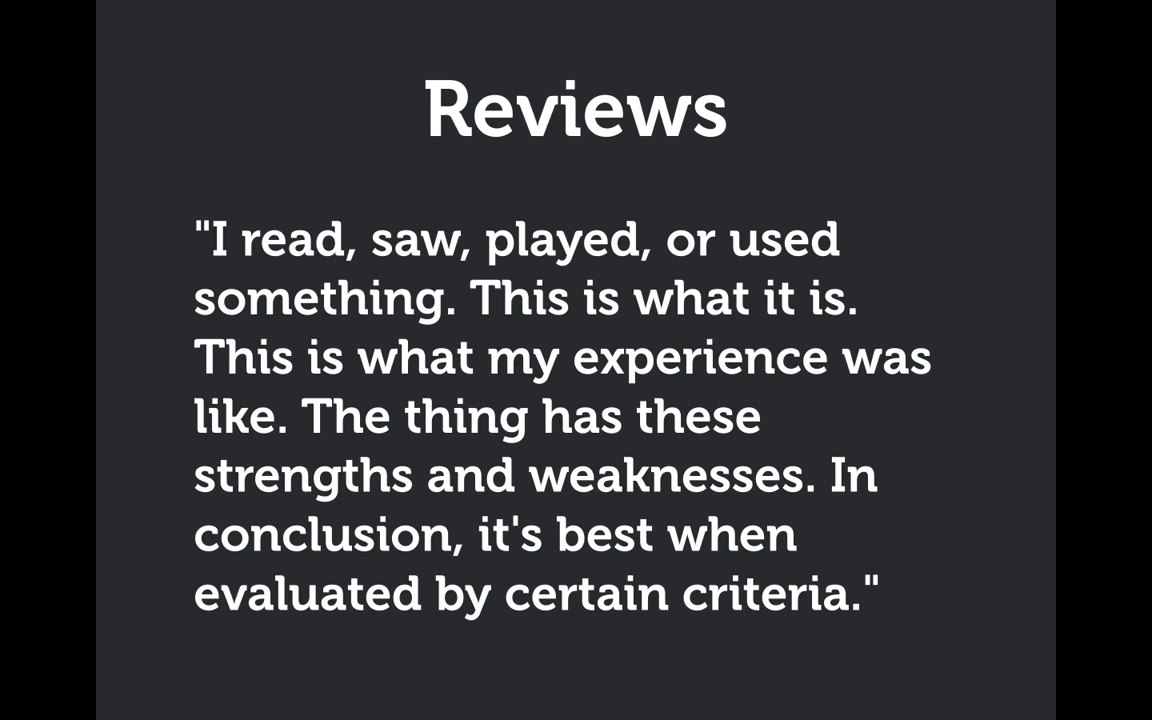 Reviews
"I read, saw, played, or used
something. This is what it is.
This is what my experience was
like. The thing has these
strengths and weaknesses. In
conclusion, it's best when
evaluated by certain criteria."